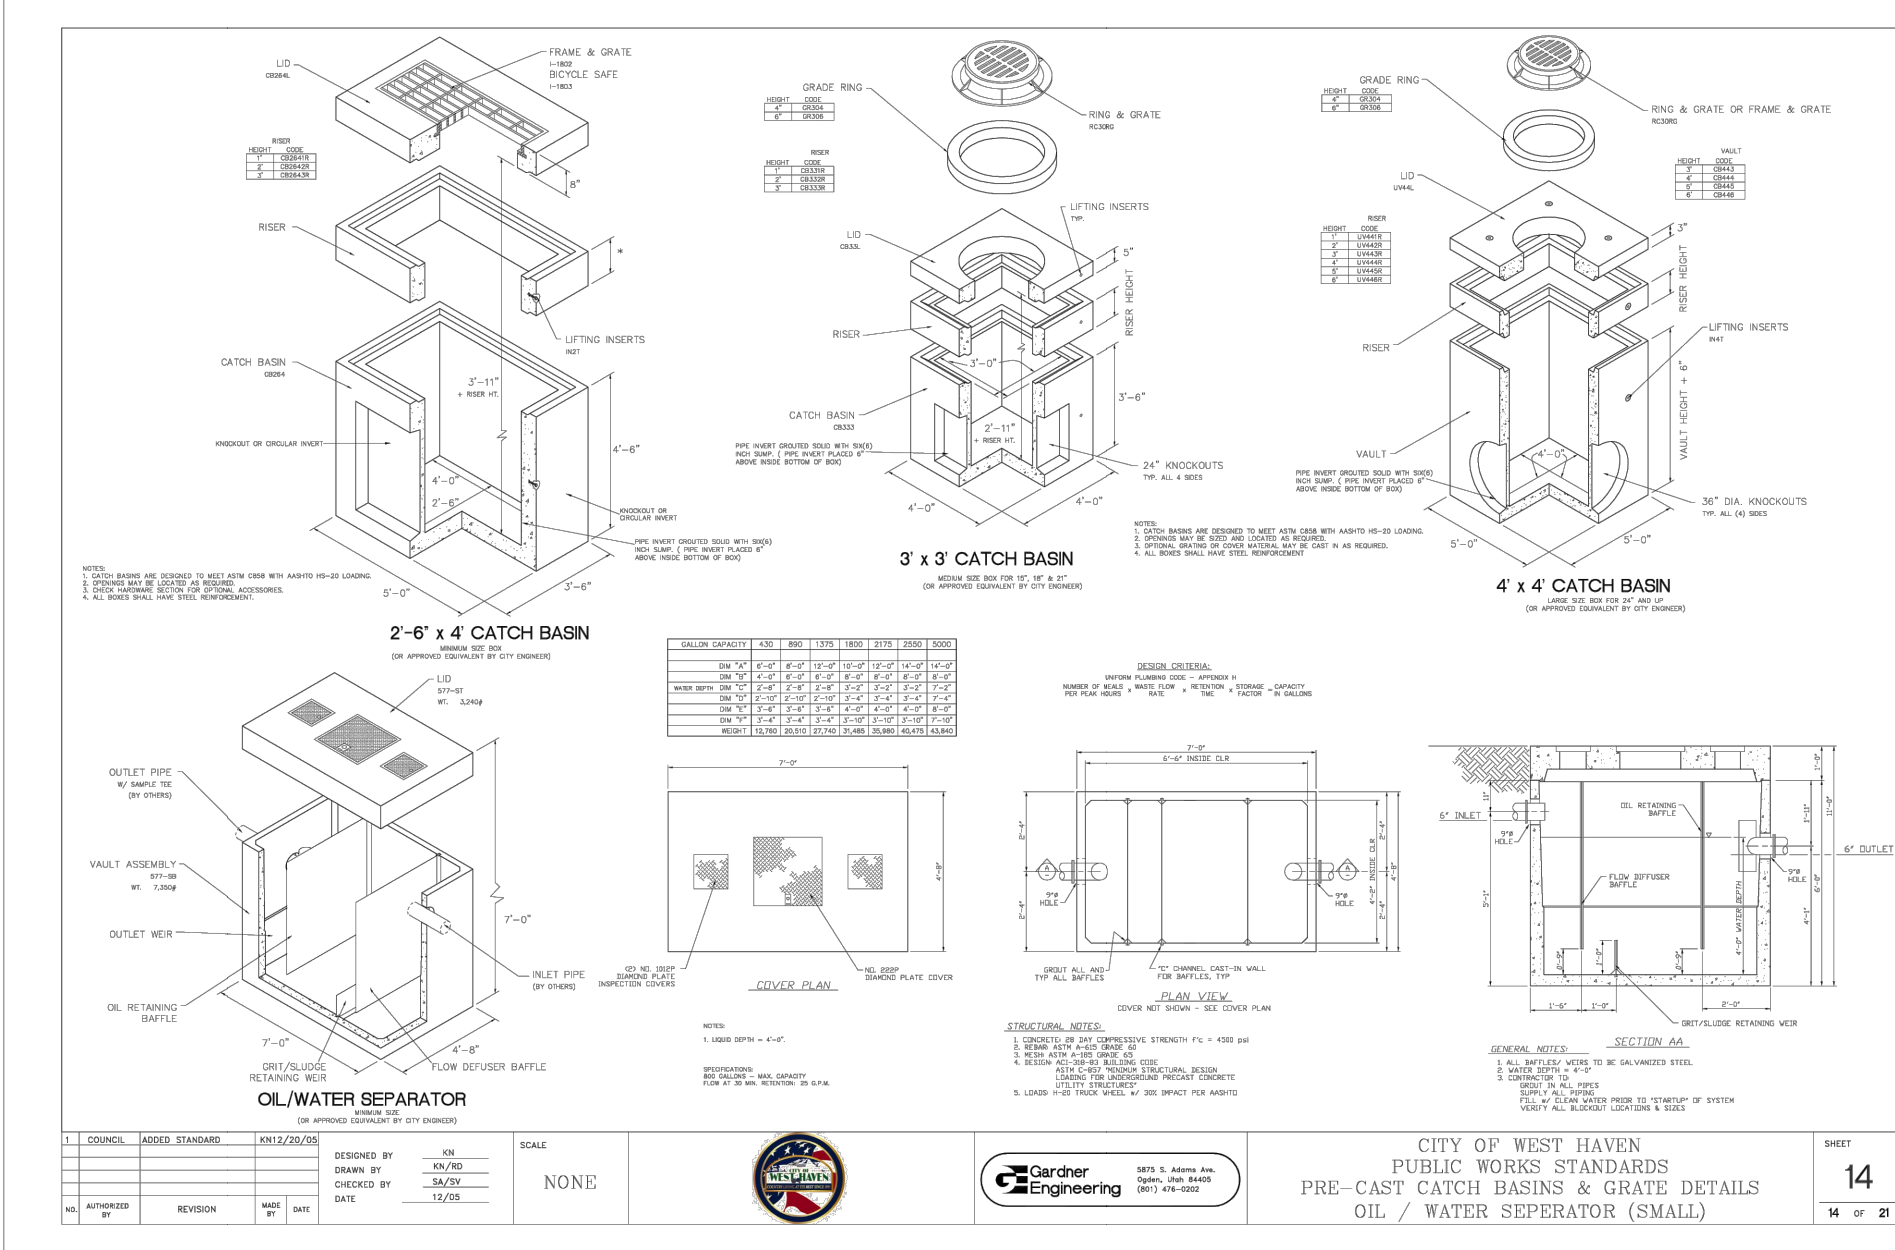 LID
CB264L
FRAME & GRATE
I-1802
BICYCLE SAFE
I-1803
RISER
HEIGHT CODE
1' CB2641R
2' CB2642R
3' CB2643R
8"
RISER
*
LIFTING INSERTS
IN2T
CATCH BASIN
CB264
3'-11"
+ RISER HT.
KNOCKOUT OR CIRCULAR INVERT
4'-6"
4'-0"
2'-6"
KNOCKOUT OR
CIRCULAR INVERT
PIPE INVERT GROUTED SOLID WITH SIX(6)
INCH SUMP. ( PIPE INVERT PLACED 6"
ABOVE INSIDE BOTTOM OF BOX)
NOTES:
1. CATCH BASINS ARE DESIGNED TO MEET ASTM C858 WITH AASHTO HS-20 LOADING.
2. OPENINGS MAY BE LOCATED AS REQUIRED.
3. CHECK HARDWARE SECTION FOR OPTIONAL ACCESSORIES.
4. ALL BOXES SHALL HAVE STEEL REINFORCEMENT.
5'-0"
3'-6"
2'-6" x 4' CATCH BASIN
MINIMUM SIZE BOX
(OR APPROVED EQUIVALENT BY CITY ENGINEER)
GRADE RING
HEIGHT CODE
4" GR304
6" GR306
RING & GRATE
RC30RG
RISER
HEIGHT CODE
1' CB331R
2' CB332R
3' CB333R
LIFTING INSERTS
TYP.
LID
CB33L
5"
RISER HEIGHT
RISER
3'-0"
3'-6"
CATCH BASIN
CB333
2'-11"
+ RISER HT.
PIPE INVERT GROUTED SOLID WITH SIX(6)
INCH SUMP. ( PIPE INVERT PLACED 6"
ABOVE INSIDE BOTTOM OF BOX)
24" KNOCKOUTS
TYP. ALL 4 SIDES
4'-0"
4'-0"
3' x 3' CATCH BASIN
MEDIUM SIZE BOX FOR 15", 18" & 21"
(OR APPROVED EQUIVALENT BY CITY ENGINEER)
GRADE RING
HEIGHT CODE
4" GR304
6" GR306
RING & GRATE OR FRAME & GRATE
RC30RG
VAULT
HEIGHT CODE
3' CB443
4' CB444
5' CB445
6' CB446
LID
UV44L
RISER
HEIGHT CODE
1' UV441R
2' UV442R
3' UV443R
4' UV444R
5' UV445R
6' UV446R
3"
RISER HEIGHT
RISER
LIFTING INSERTS
IN4T
VAULT HEIGHT + 6"
VAULT
4'-0"
PIPE INVERT GROUTED SOLID WITH SIX(6)
INCH SUMP. ( PIPE INVERT PLACED 6"
ABOVE INSIDE BOTTOM OF BOX)
36" DIA. KNOCKOUTS
TYP. ALL (4) SIDES
NOTES:
1. CATCH BASINS ARE DESIGNED TO MEET ASTM C858 WITH AASHTO HS-20 LOADING.
2. OPENINGS MAY BE SIZED AND LOCATED AS REQUIRED.
3. OPTIONAL GRATING OR COVER MATERIAL MAY BE CAST IN AS REQUIRED.
4. ALL BOXES SHALL HAVE STEEL REINFORCEMENT
5'-0"
5'-0"
4' x 4' CATCH BASIN
LARGE SIZE BOX FOR 24" AND UP
(OR APPROVED EQUIVALENT BY CITY ENGINEER)
LID
577-ST
WT. 3,240#
OUTLET PIPE
W/ SAMPLE TEE
(BY OTHERS)
VAULT ASSEMBLY
577-SB
WT. 7,350#
OUTLET WEIR
7'-0"
INLET PIPE
(BY OTHERS)
OIL RETAINING
BAFFLE
7'-0"
4'-8"
GRIT/SLUDGE
RETAINING WEIR
FLOW DEFUSER BAFFLE
OIL/WATER SEPARATOR
MINIMUM SIZE
(OR APPROVED EQUIVALENT BY CITY ENGINEER)
GALLON CAPACITY 430 890 1375 1800 2175 2550 5000
DIM "A" 6'-0" 8'-0" 12'-0" 10'-0" 12'-0" 14'-0" 14'-0"
DIM "B" 4'-0" 6'-0" 6'-0" 8'-0" 8'-0" 8'-0" 8'-0"
WATER DEPTH DIM "C" 2'-8" 2'-8" 2'-8" 3'-2" 3'-2" 3'-2" 7'-2"
DIM "D" 2'-10" 2'-10" 2'-10" 3'-4" 3'-4" 3'-4" 7'-4"
DIM "E" 3'-6" 3'-6" 3'-6" 4'-0" 4'-0" 4'-0" 8'-0"
DIM "F" 3'-4" 3'-4" 3'-4" 3'-10" 3'-10" 3'-10" 7'-10"
WEIGHT 12,760 20,510 27,740 31,485 35,980 40,475 43,840
DESIGN CRITERIA:
UNIFORM PLUMBING CODE - APPENDIX H
NUMBER OF MEALS x WASTE FLOW x RETENTION x STORAGE = CAPACITY
PER PEAK HOURS RATE TIME FACTOR IN GALLONS
7'-0"
4'-8"
(2) NO. 1012P
DIAMOND PLATE
INSPECTION COVERS
NO. 222P
DIAMOND PLATE COVER
COVER PLAN
NOTES:
1. LIQUID DEPTH = 4'-0".
SPECIFICATIONS:
800 GALLONS - MAX. CAPACITY
FLOW AT 30 MIN. RETENTION: 25 G.P.M.
7'-0"
6'-6" INSIDE CLR
2'-4"
2'-4"
A
A
9"Ø
HOLE
9"Ø
HOLE
4'-2" INSIDE CLR
2'-4"
2'-4"
4'-8"
GROUT ALL AND
TYP ALL BAFFLES
"C" CHANNEL CAST-IN WALL
FOR BAFFLES, TYP
PLAN VIEW
COVER NOT SHOWN - SEE COVER PLAN
STRUCTURAL NOTES:
1. CONCRETE: 28 DAY COMPRESSIVE STRENGTH f'c = 4500 psi
2. REBAR: ASTM A-615 GRADE 60
3. MESH: ASTM A-185 GRADE 65
4. DESIGN: ACI-318-83 BUILDING CODE
ASTM C-857 "MINIMUM STRUCTURAL DESIGN
LOADING FOR UNDERGROUND PRECAST CONCRETE
UTILITY STRUCTURES"
5. LOADS: H-20 TRUCK WHEEL w/ 30% IMPACT PER AASHTO
11"
6" INLET
9"Ø
HOLE
5'-1"
OIL RETAINING
BAFFLE
FLOW DIFFUSER
BAFFLE
4'-0" WATER DEPTH
0'-9"
1'-0"
0'-9"
1'-6"
1'-0"
2'-0"
1'-0"
1'-11"
11'-0"
6" OUTLET
9"Ø
HOLE
6'-0"
4'-1"
GRIT/SLUDGE RETAINING WEIR
SECTION AA
GENERAL NOTES:
1. ALL BAFFLES/ WEIRS TO BE GALVANIZED STEEL
2. WATER DEPTH = 4'-0"
3. CONTRACTOR TO:
GROUT IN ALL PIPES
SUPPLY ALL PIPING
FILL w/ CLEAN WATER PRIOR TO "STARTUP" OF SYSTEM
VERIFY ALL BLOCKOUT LOCATIONS & SIZES
1 COUNCIL ADDED STANDARD KN 12/20/05
NO. AUTHORIZED BY REVISION MADE BY DATE
DESIGNED BY KN
DRAWN BY KN/RD
CHECKED BY SA/SV
DATE 12/05
SCALE
NONE
CITY OF
WEST HAVEN
Gardner
Engineering
5875 S. Adams Ave.
Ogden, Utah 84405
(801) 476-0202
CITY OF WEST HAVEN
PUBLIC WORKS STANDARDS
PRE-CAST CATCH BASINS & GRATE DETAILS
OIL / WATER SEPERATOR (SMALL)
SHEET
14
14 OF 21